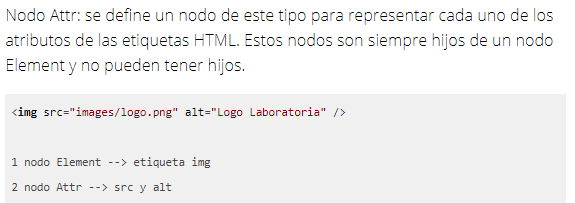 Nodo Attr: se define un nodo de este tipo para representar cada uno de los
atributos de las etiquetas HTML. Estos nodos son siempre hijos de un nodo
Element y no pueden tener hijos.
<img src="images/logo.png" alt="Logo Laboratoria" />
1 nodo Element --> etiqueta img
2 nodo Attr --> src y alt